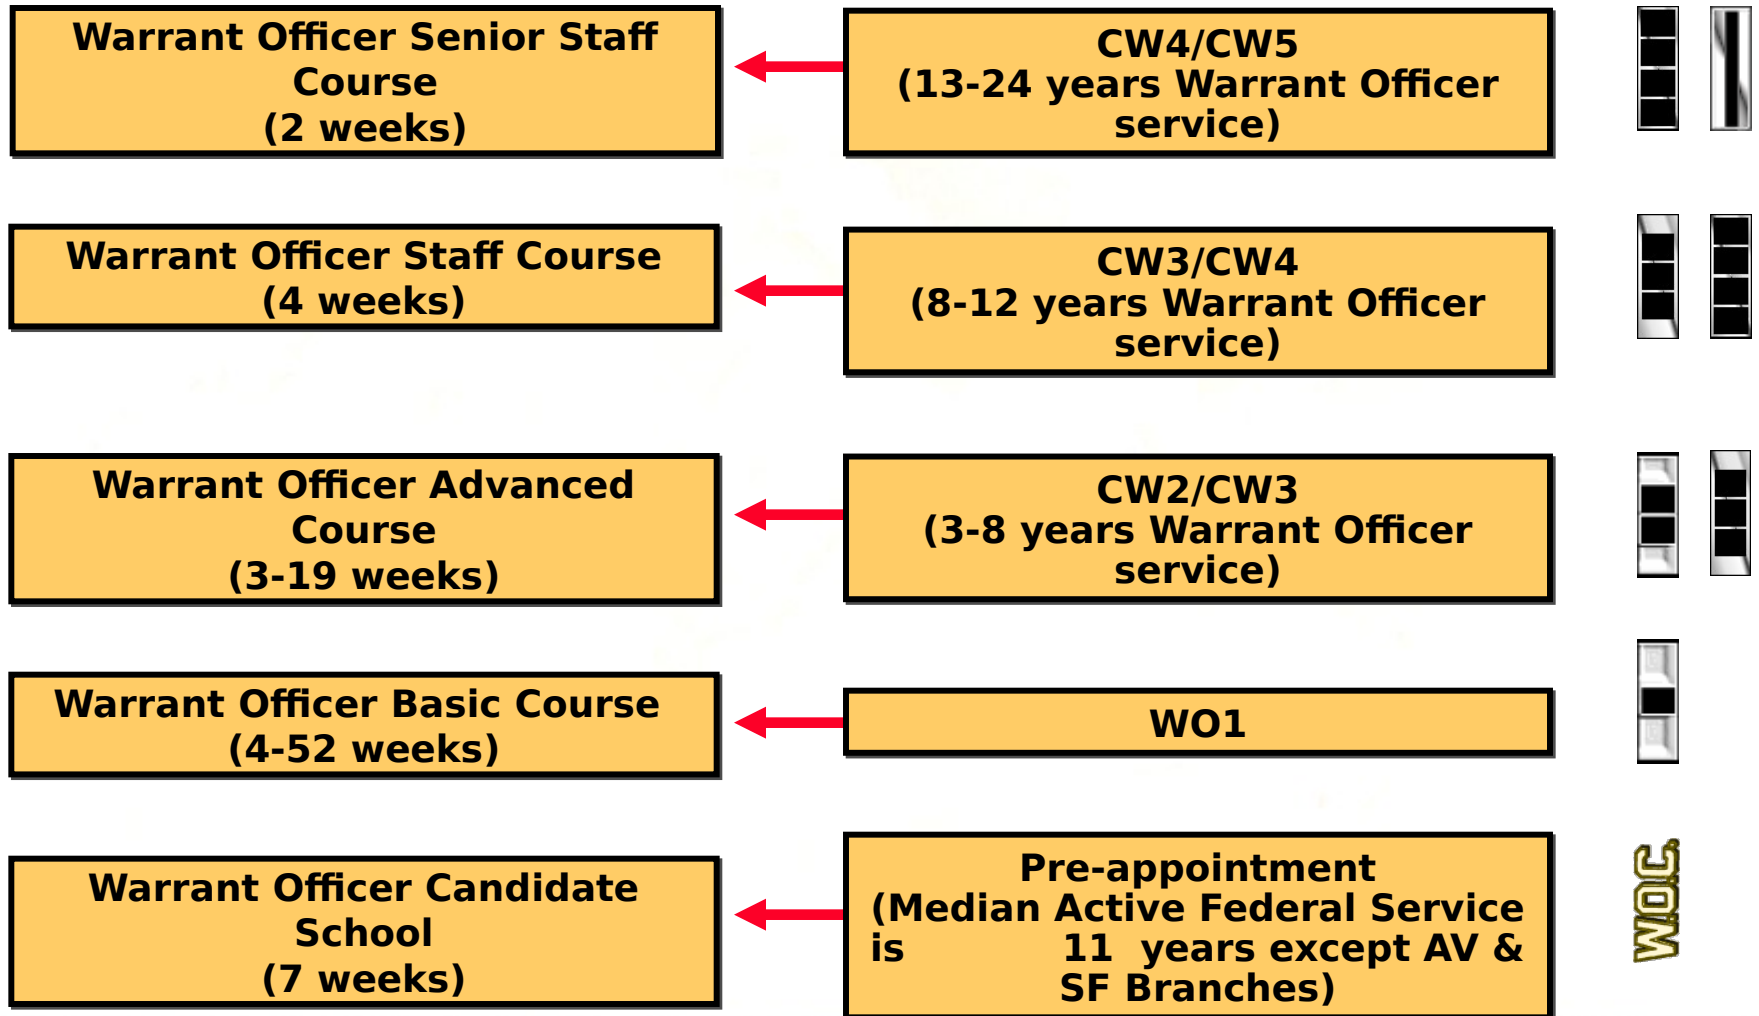 Warrant Officer Senior Staff
Course
(2 weeks)
CW4/CW5
(13-24 years Warrant Officer
service)
Warrant Officer Staff Course
(4 weeks)
CW3/CW4
(8-12 years Warrant Officer
service)
Warrant Officer Advanced
Course
(3-19 weeks)
CW2/CW3
(3-8 years Warrant Officer
service)
Warrant Officer Basic Course
(4-52 weeks)
WO1
Warrant Officer Candidate
School
(7 weeks)
Pre-appointment
(Median Active Federal Service
is 11 years except AV &
SF Branches)
W.O.C.